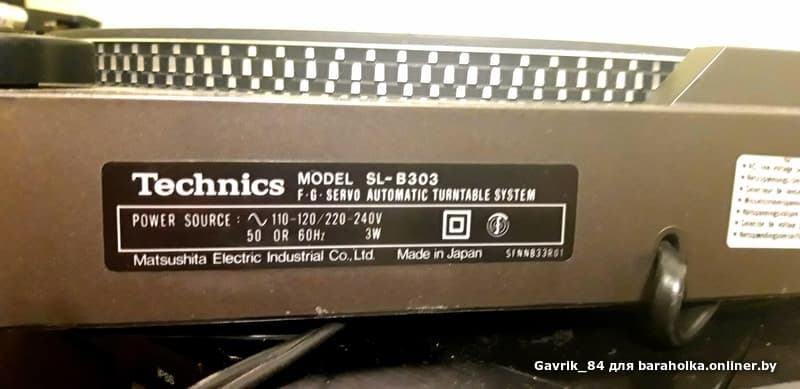 Technics MODEL SL-B303
F·G·SERVO AUTOMATIC TURNTABLE SYSTEM
POWER SOURCE: ∿ 110-120/220-240V
50 OR 60Hz 3W
Matsushita Electric Industrial Co., Ltd. Made in Japan SFNNB33R01
Gavrik_84 для baraholka.onliner.by